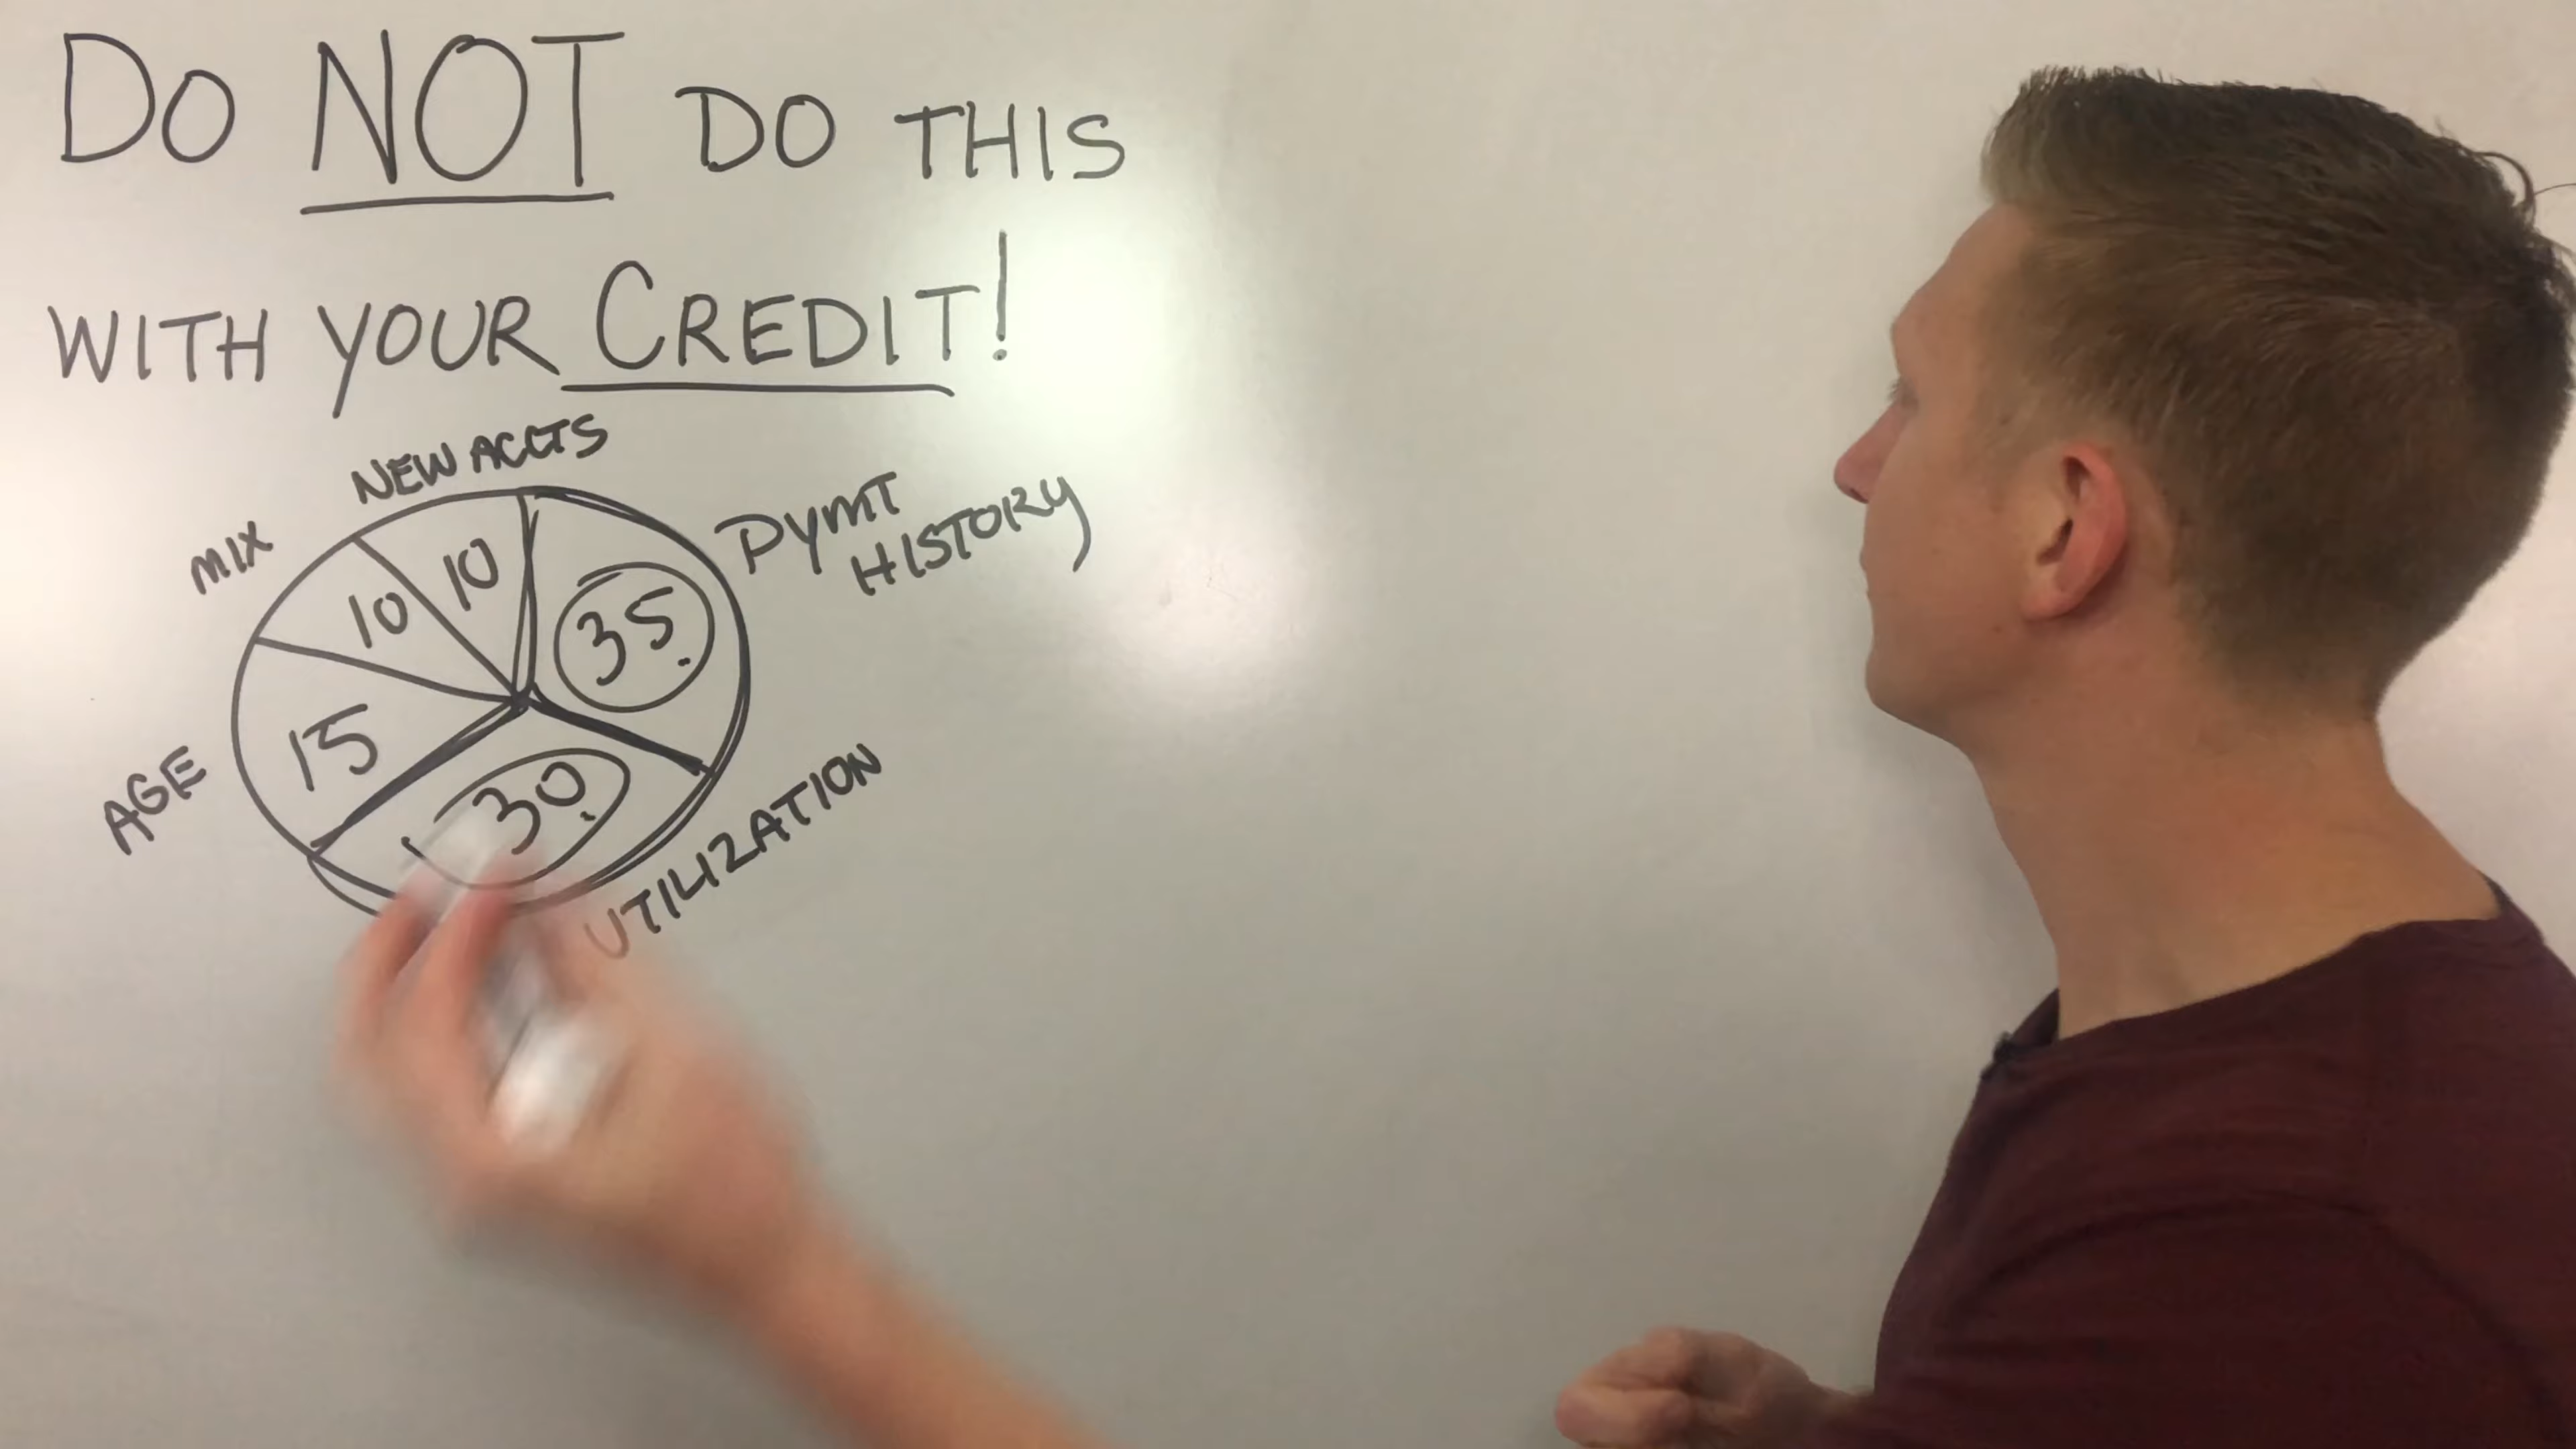 Do NOT DO THIS
WITH YOUR CREDIT!
NEW ACCTS
MIX
PYMT
HISTORY
10
10
35
15
30
AGE
UTILIZATION